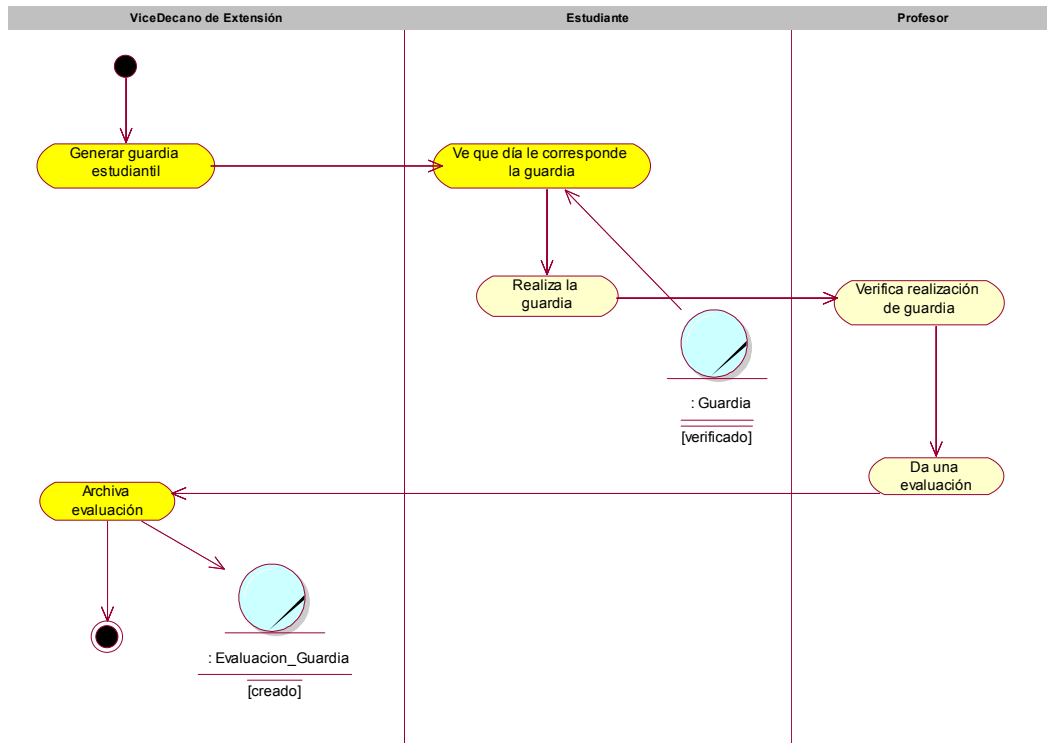 ViceDecano de Extensión
Estudiante
Profesor
Generar guardia
estudiantil
Ve que día le corresponde
la guardia
Realiza la
guardia
Verifica realización
de guardia
: Guardia
[verificado]
Da una
evaluación
Archiva
evaluación
: Evaluacion_Guardia
[creado]